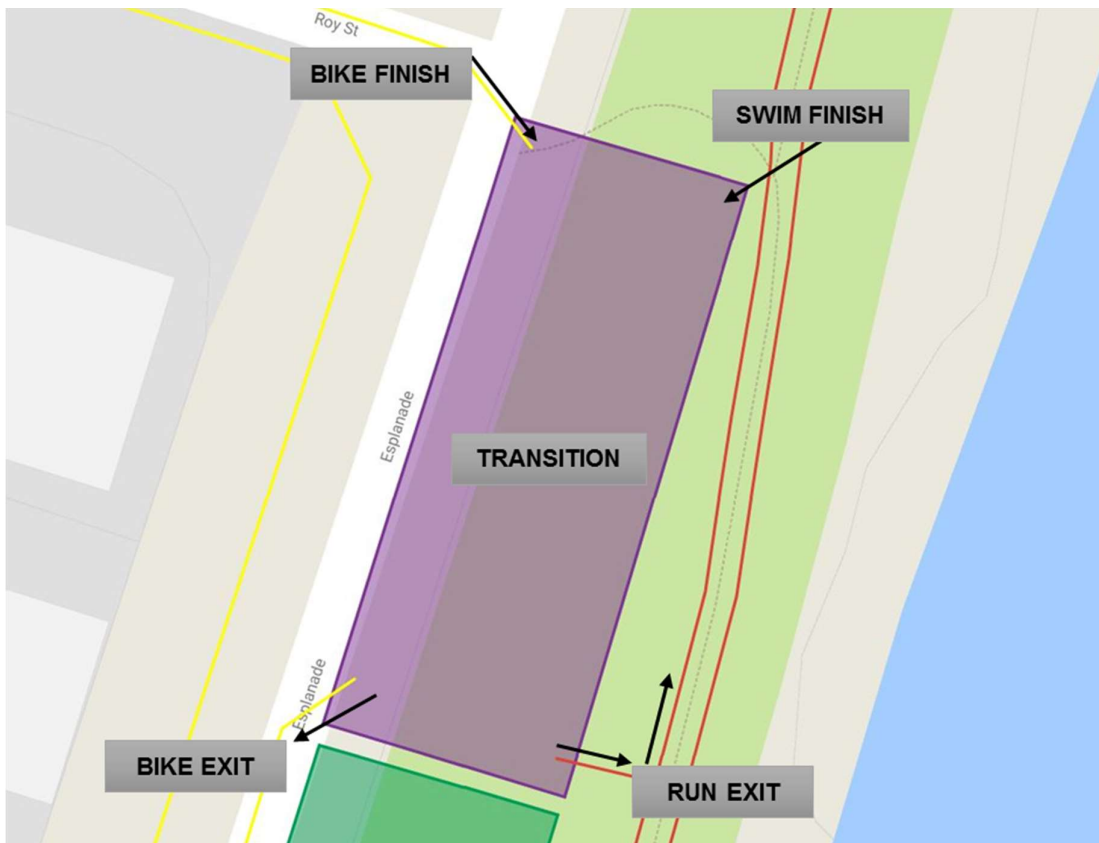 Roy St
BIKE FINISH
SWIM FINISH
Esplanade
TRANSITION
Esplanade
BIKE EXIT
RUN EXIT